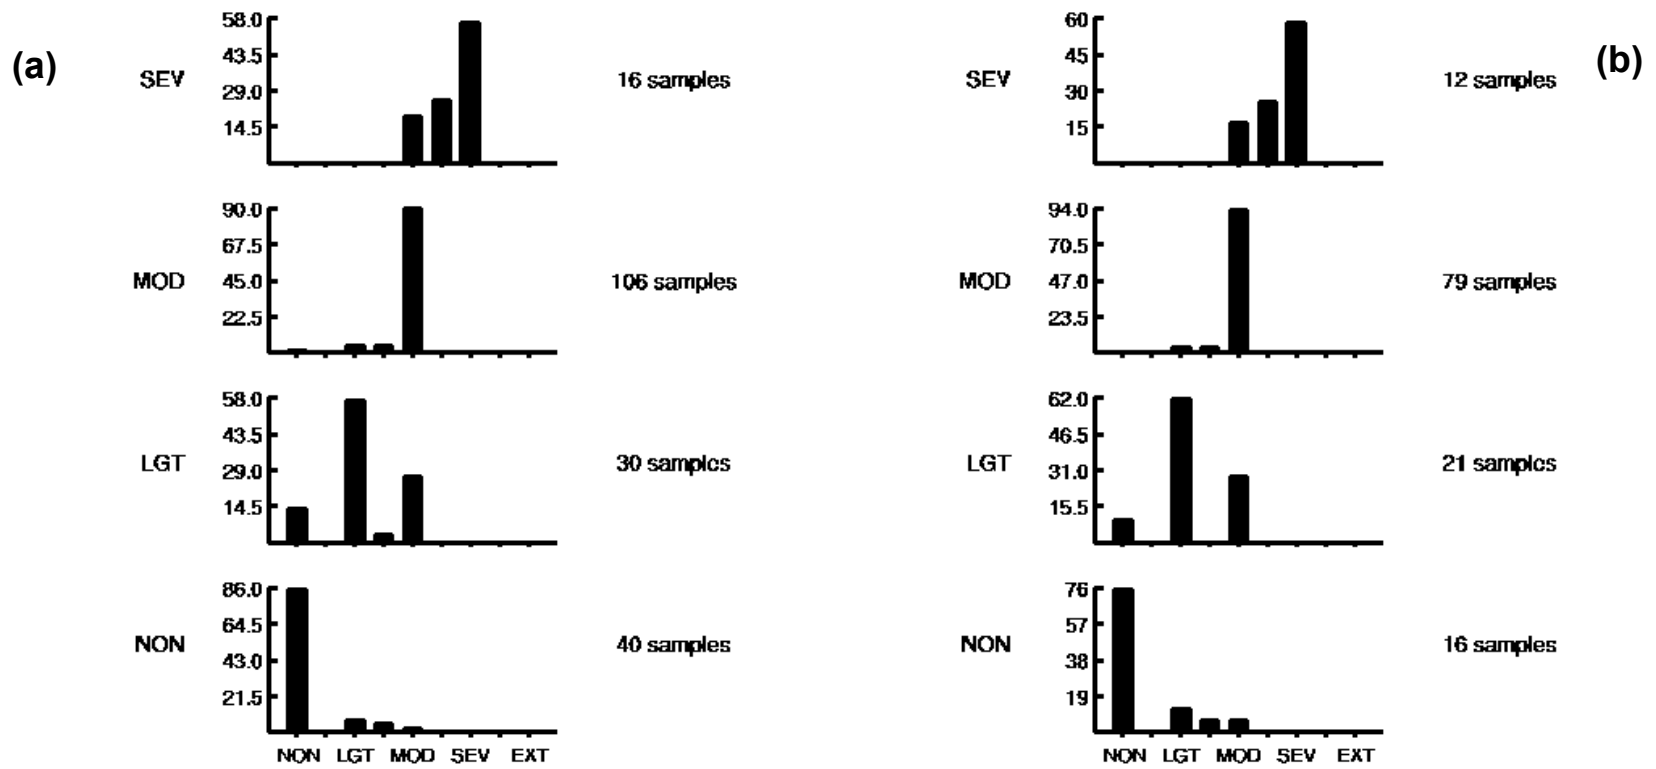 (a)
58.0
43.5
SEV
29.0
14.5
16 samples
90.0
67.5
MOD
45.0
22.5
106 samples
58.0
43.5
LGT
29.0
14.5
30 samples
86.0
64.5
NON
43.0
21.5
40 samples
NON LGT MOD SEV EXT
(b)
60
45
SEV
30
15
12 samples
94.0
70.5
MOD
47.0
23.5
79 samples
62.0
46.5
LGT
31.0
15.5
21 samples
76
57
NON
38
19
16 samples
NON LGT MOD SEV EXT